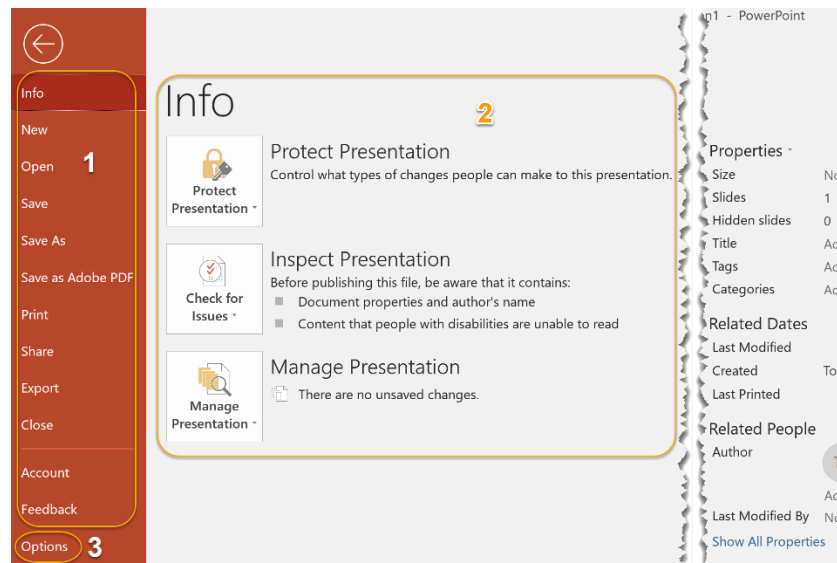 n1 - PowerPoint
Info
New
Open
1
Save
Save As
Save as Adobe PDF
Print
Share
Export
Close
Account
Feedback
Options
3
Info
2
Protect
Presentation
Protect Presentation
Control what types of changes people can make to this presentation.
Check for
Issues
Inspect Presentation
Before publishing this file, be aware that it contains:
Document properties and author's name
Content that people with disabilities are unable to read
Manage
Presentation
Manage Presentation
There are no unsaved changes.
Properties
Size
Slides 1
Hidden slides 0
Title
Tags
Categories
Related Dates
Last Modified
Created
Last Printed
Related People
Author
Last Modified By
Show All Properties